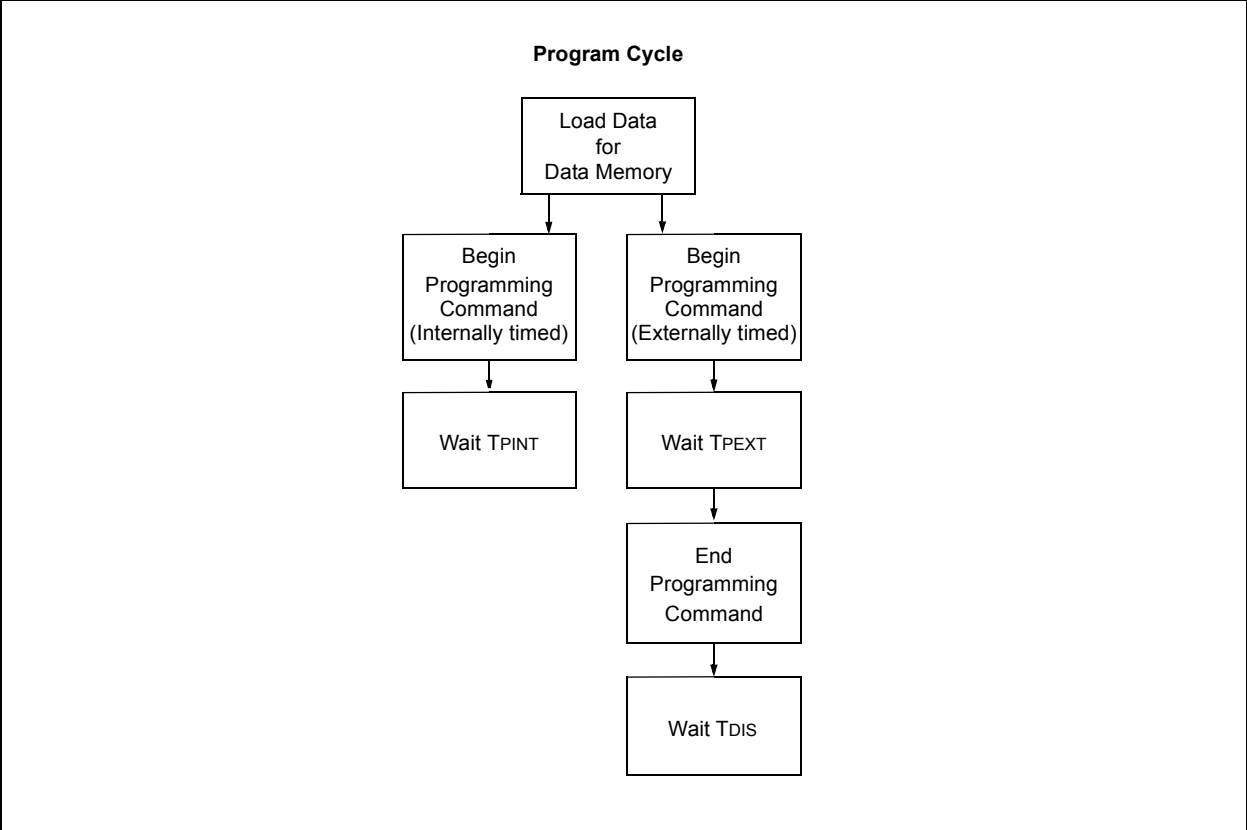 Program Cycle
Load Data
for
Data Memory
Begin
Programming
Command
(Internally timed)
Begin
Programming
Command
(Externally timed)
Wait TPINT
Wait TPEXT
End
Programming
Command
Wait TDIS